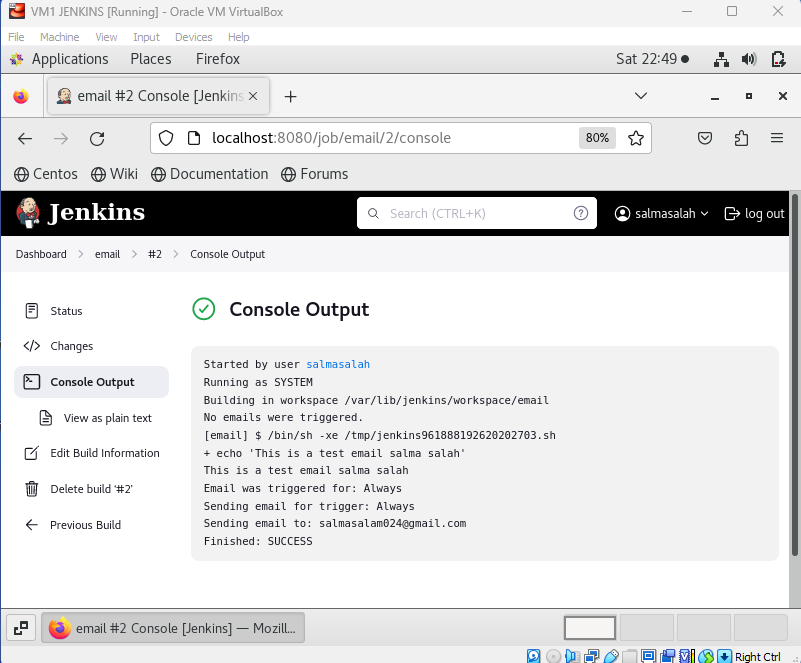 VM1 JENKINS [Running] - Oracle VM VirtualBox
File Machine View Input Devices Help
Applications Places Firefox Sat 22:49
email #2 Console [Jenkins
localhost:8080/job/email/2/console 80%
Centos Wiki Documentation Forums
Jenkins Search (CTRL+K) salmasalah log out
Dashboard email #2 Console Output
Status
Changes
Console Output
View as plain text
Edit Build Information
Delete build '#2'
Previous Build
Console Output
Started by user salmasalah
Running as SYSTEM
Building in workspace /var/lib/jenkins/workspace/email
No emails were triggered.
[email] $ /bin/sh -xe /tmp/jenkins961888192620202703.sh
+ echo 'This is a test email salma salah'
This is a test email salma salah
Email was triggered for: Always
Sending email for trigger: Always
Sending email to: salmasalam024@gmail.com
Finished: SUCCESS
email #2 Console [Jenkins] — Mozill...
Right Ctrl